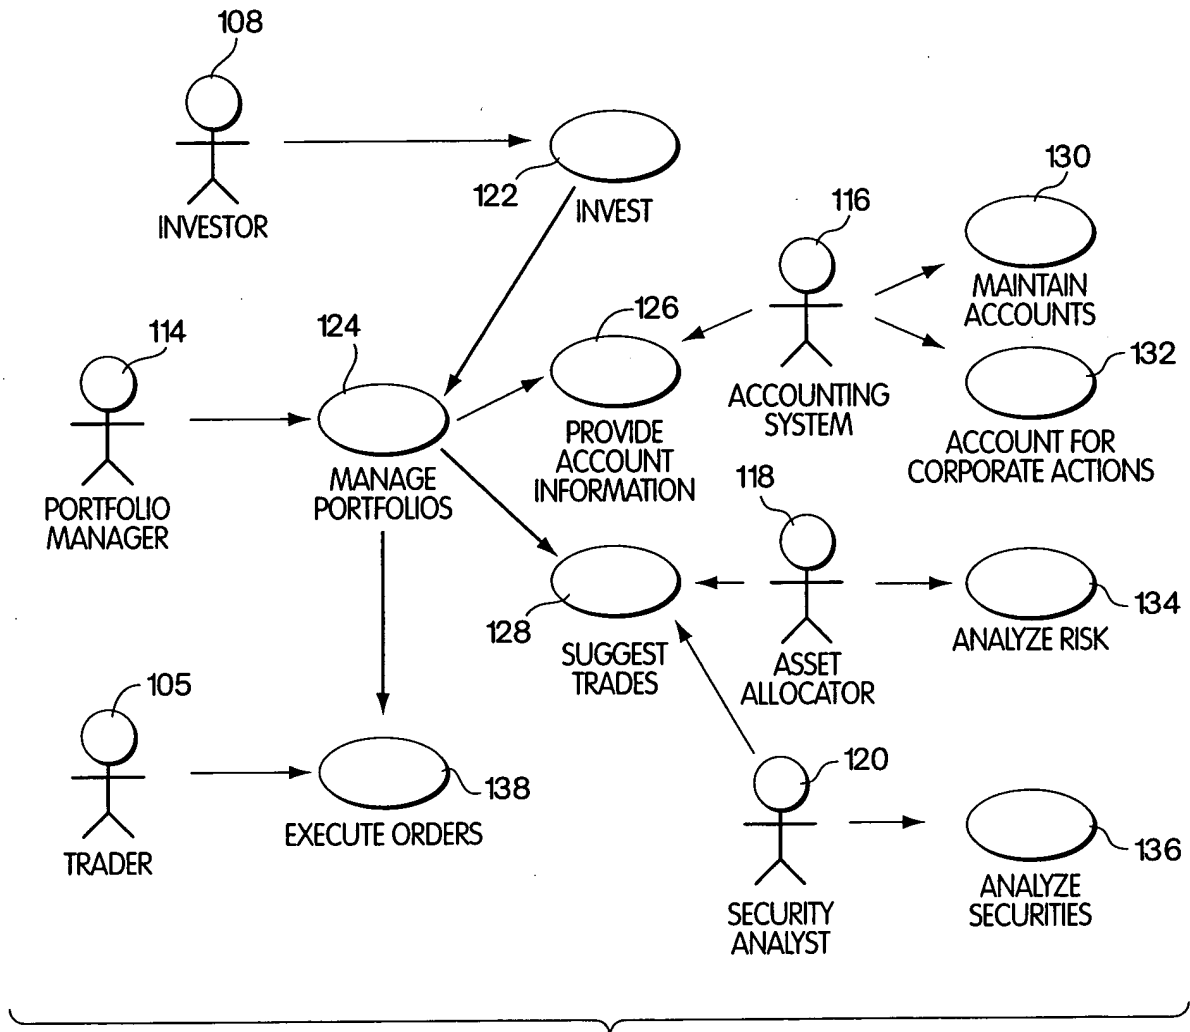 108
INVESTOR
122
INVEST
116
130
MAINTAIN
ACCOUNTS
114
124
126
ACCOUNTING
SYSTEM
132
ACCOUNT FOR
CORPORATE ACTIONS
PORTFOLIO
MANAGER
MANAGE
PORTFOLIOS
PROVIDE
ACCOUNT
INFORMATION
118
128
SUGGEST
TRADES
ASSET
ALLOCATOR
134
ANALYZE RISK
105
TRADER
138
EXECUTE ORDERS
120
SECURITY
ANALYST
136
ANALYZE
SECURITIES